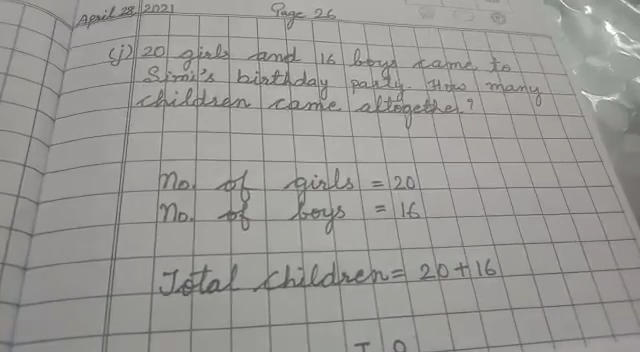 April 28, 2021
Page 26
(j) 20 girls and 16 boys came to
Simi's birthday party. How many
children came altogether?
No. of girls = 20
No. of boys = 16
Total children = 20+16
T O